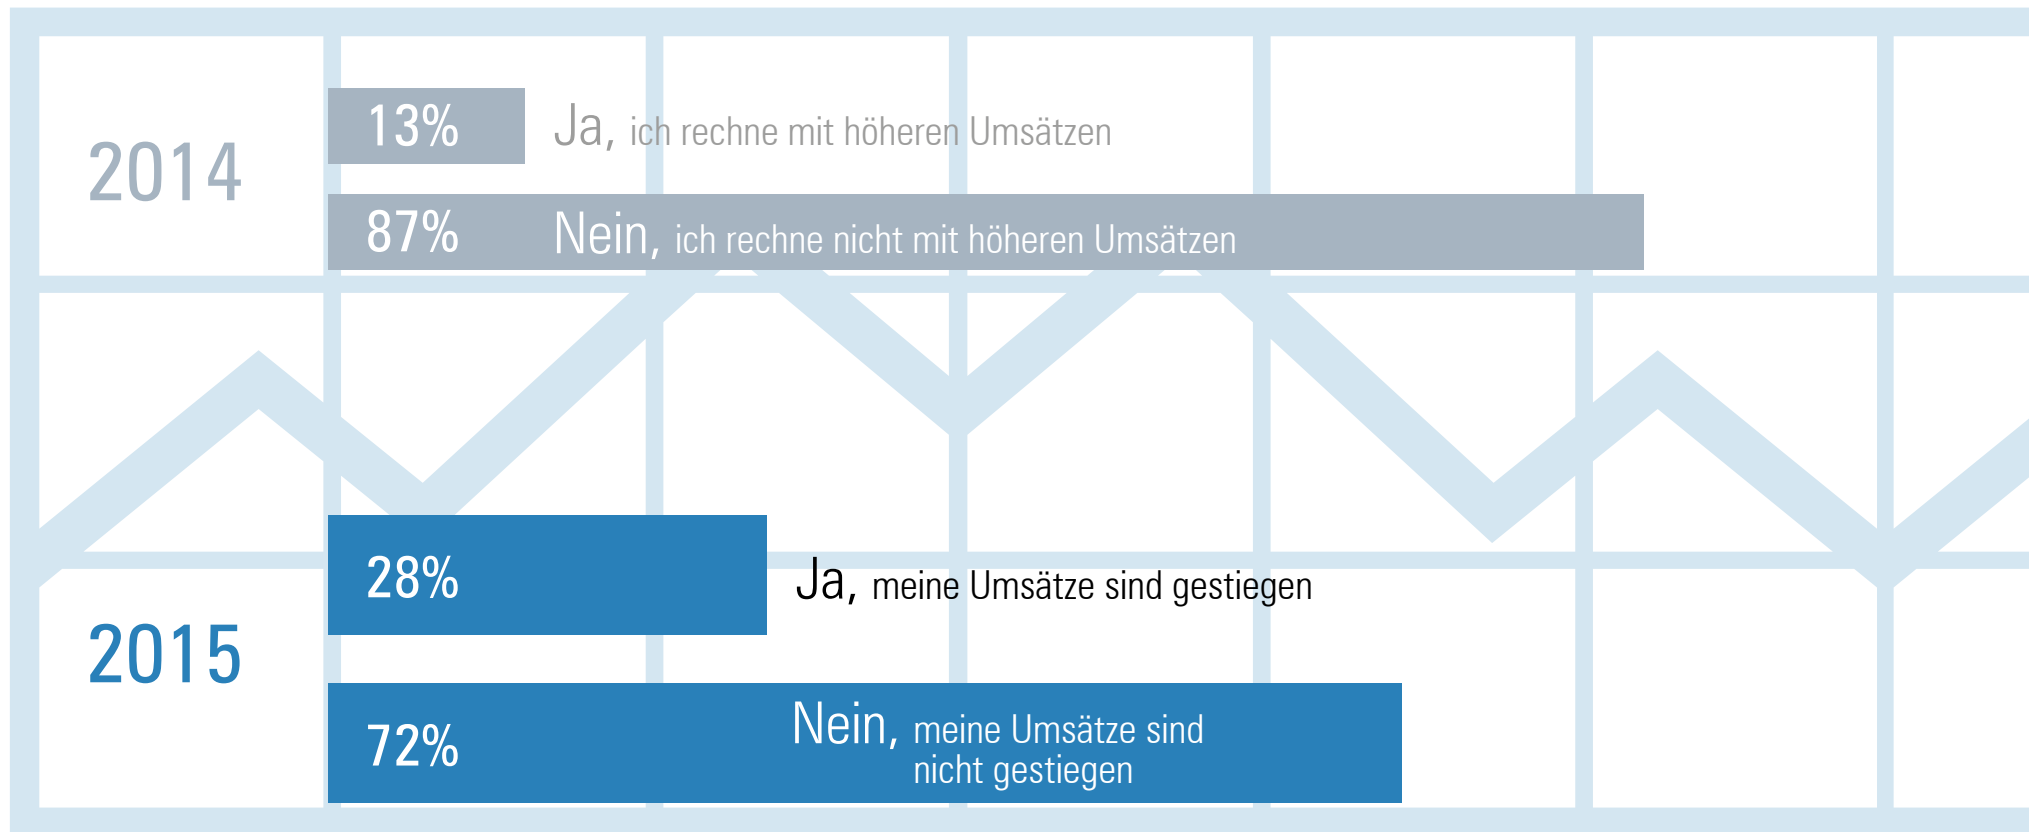 2014
13% Ja, ich rechne mit höheren Umsätzen
87% Nein, ich rechne nicht mit höheren Umsätzen
2015
28% Ja, meine Umsätze sind gestiegen
72% Nein, meine Umsätze sind
nicht gestiegen